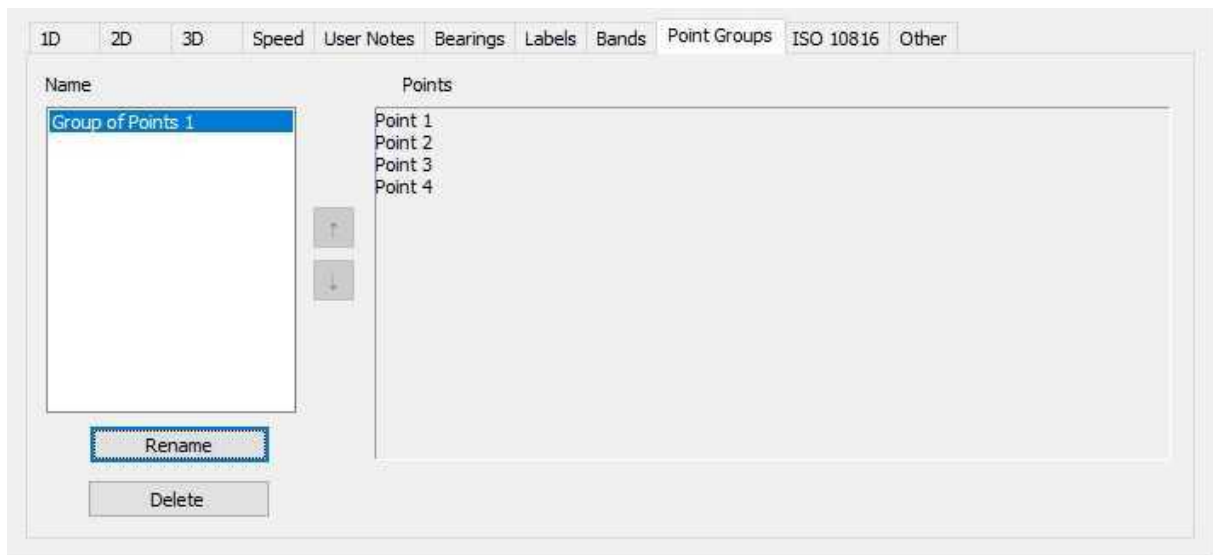 1D 2D 3D Speed User Notes Bearings Labels Bands Point Groups ISO 10816 Other
Name Points
Group of Points 1
Point 1
Point 2
Point 3
Point 4
↑
↓
Rename
Delete